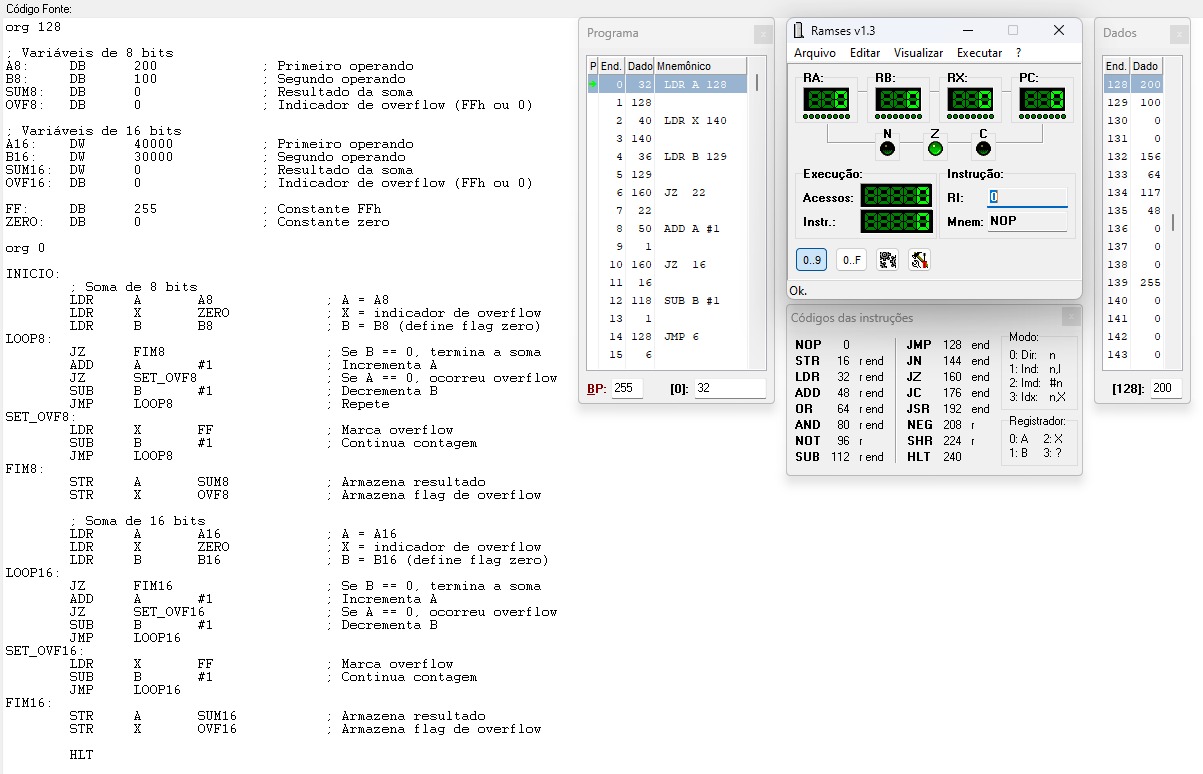 Código Fonte:
org 128
; Variáveis de 8 bits
A8: DB 200 ; Primeiro operando
B8: DB 100 ; Segundo operando
SUM8: DB 0 ; Resultado da soma
OVF8: DB 0 ; Indicador de overflow (FFh ou 0)
; Variáveis de 16 bits
A16: DW 40000 ; Primeiro operando
B16: DW 30000 ; Segundo operando
SUM16: DW 0 ; Resultado da soma
OVF16: DB 0 ; Indicador de overflow (FFh ou 0)
FF: DB 255 ; Constante FFh
ZERO: DB 0 ; Constante zero
org 0
INICIO:
; Soma de 8 bits
LDR A A8 ; A = A8
LDR X ZERO ; X = indicador de overflow
LDR B B8 ; B = B8 (define flag zero)
LOOP8:
JZ FIM8 ; Se B == 0, termina a soma
ADD A #1 ; Incrementa A
JZ SET_OVF8 ; Se A == 0, ocorreu overflow
SUB B #1 ; Decrementa B
JMP LOOP8 ; Repete
SET_OVF8:
LDR X FF ; Marca overflow
SUB B #1 ; Continua contagem
JMP LOOP8
FIM8:
STR A SUM8 ; Armazena resultado
STR X OVF8 ; Armazena flag de overflow
; Soma de 16 bits
LDR A A16 ; A = A16
LDR X ZERO ; X = indicador de overflow
LDR B B16 ; B = B16 (define flag zero)
LOOP16:
JZ FIM16 ; Se B == 0, termina a soma
ADD A #1 ; Incrementa A
JZ SET_OVF16 ; Se A == 0, ocorreu overflow
SUB B #1 ; Decrementa B
JMP LOOP16
SET_OVF16:
LDR X FF ; Marca overflow
SUB B #1 ; Continua contagem
JMP LOOP16
FIM16:
STR A SUM16 ; Armazena resultado
STR X OVF16 ; Armazena flag de overflow
HLT
Programa
P End. Dado Mnemônico
0 32 LDR A 128
1 128
2 40 LDR X 140
3 140
4 36 LDR B 129
5 129
6 160 JZ 22
7 22
8 50 ADD A #1
9 1
10 160 JZ 16
11 16
12 118 SUB B #1
13 1
14 128 JMP 6
15 6
BP: 255 [0]: 32
Ramses v1.3
Arquivo Editar Visualizar Executar ?
RA: RB: RX: PC:
0 0 0 0
N Z C
Execução: Instrução:
Acessos: 0 RI: 0
Instr.: 0 Mnem: NOP
0..9 0..F
Ok.
Códigos das instruções
NOP 0 JMP 128 end
STR 16 r end JN 144 end
LDR 32 r end JZ 160 end
ADD 48 r end JC 176 end
OR 64 r end JSR 192 end
AND 80 r end NEG 208 r
NOT 96 r SHR 224 r
SUB 112 r end HLT 240
Modo:
0: Dir: n
1: Ind: n,I
2: Imd: #n
3: Idx: n,X
Registrador:
0: A 2: X
1: B 3: ?
Dados
End. Dado
128 200
129 100
130 0
131 0
132 156
133 64
134 117
135 48
136 0
137 0
138 0
139 255
140 0
141 0
142 0
143 0
[128]: 200